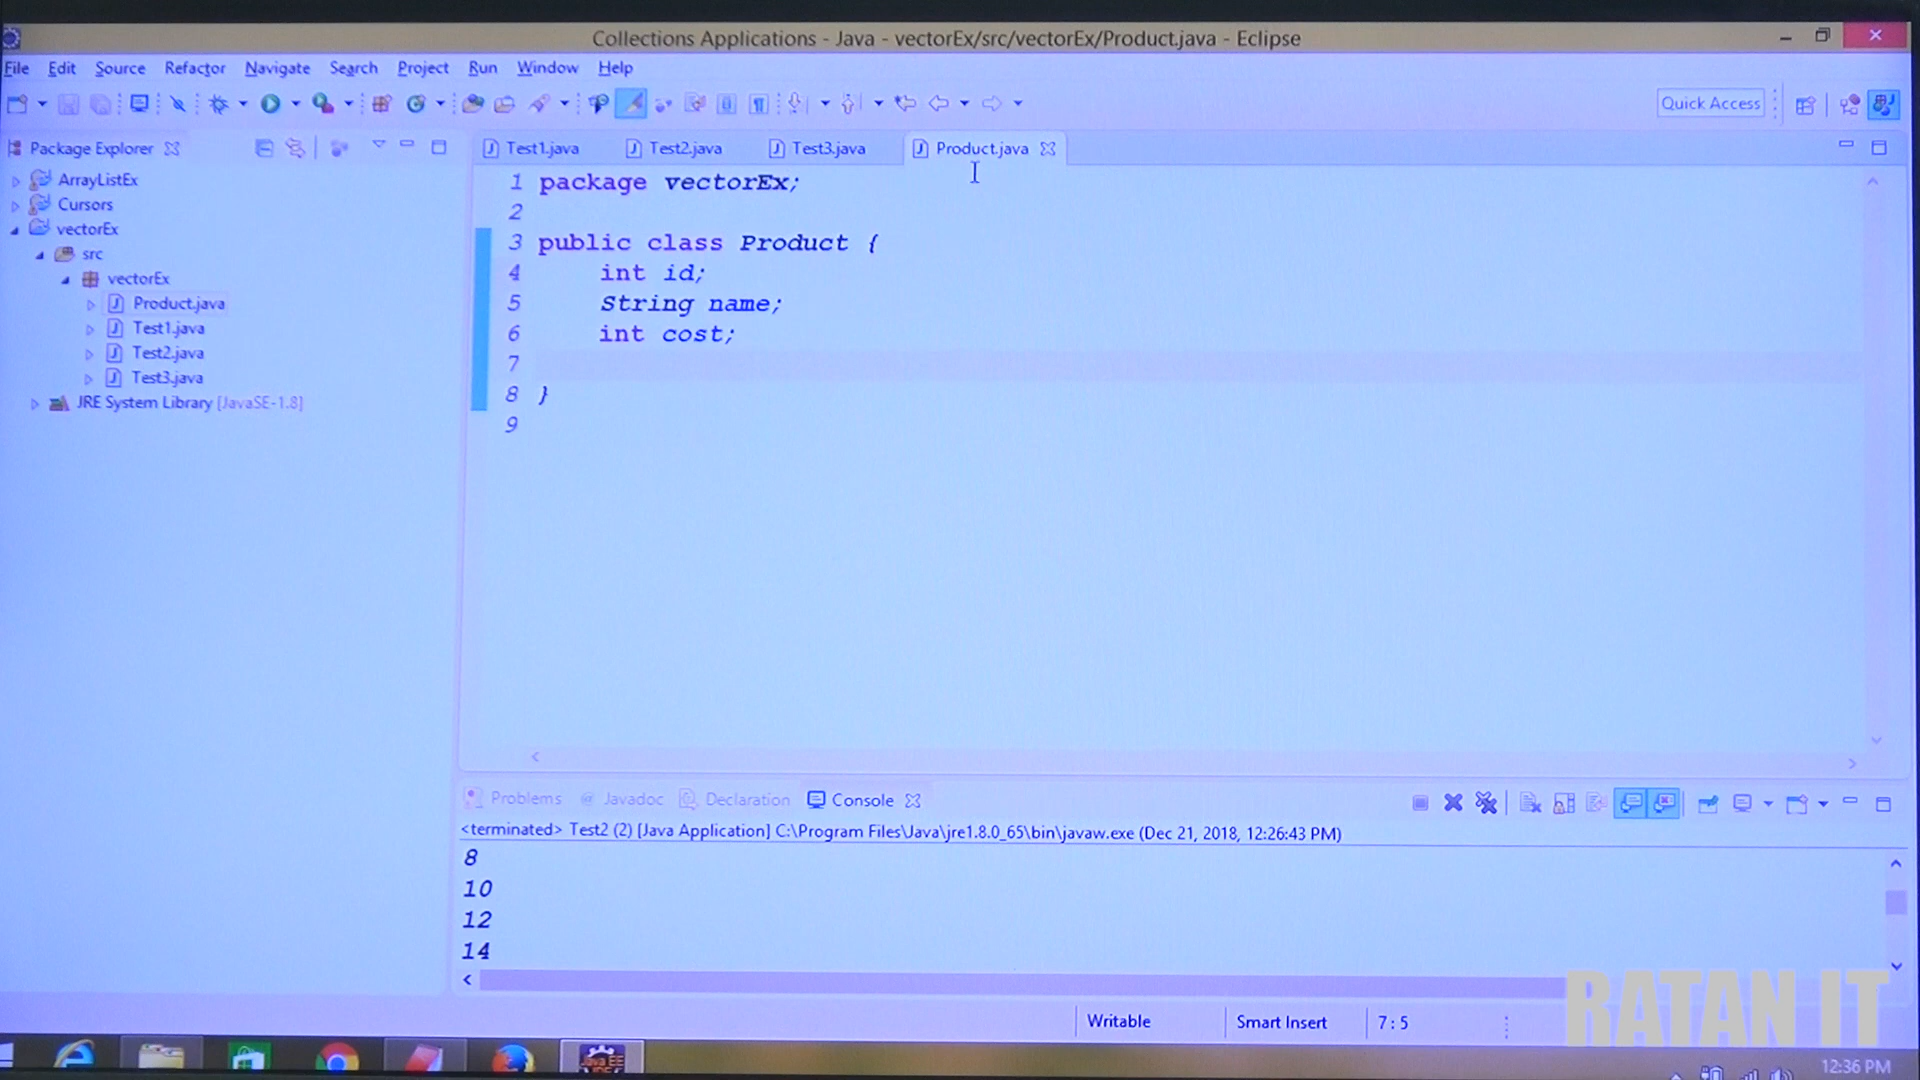 Collections Applications - Java - vectorEx/src/vectorEx/Product.java - Eclipse
File Edit Source Refactor Navigate Search Project Run Window Help
Quick Access
Package Explorer
ArrayListEx
Cursors
vectorEx
src
vectorEx
Product.java
Test1.java
Test2.java
Test3.java
JRE System Library [JavaSE-1.8]
Test1.java Test2.java Test3.java Product.java
1 package vectorEx;
2
3 public class Product {
4 int id;
5 String name;
6 int cost;
7
8 }
9
Problems @ Javadoc Declaration Console
<terminated> Test2 (2) [Java Application] C:\Program Files\Java\jre1.8.0_65\bin\javaw.exe (Dec 21, 2018, 12:26:43 PM)
8
10
12
14
Writable Smart Insert 7 : 5
RATAN IT
Java EE
IDE
12:36 PM